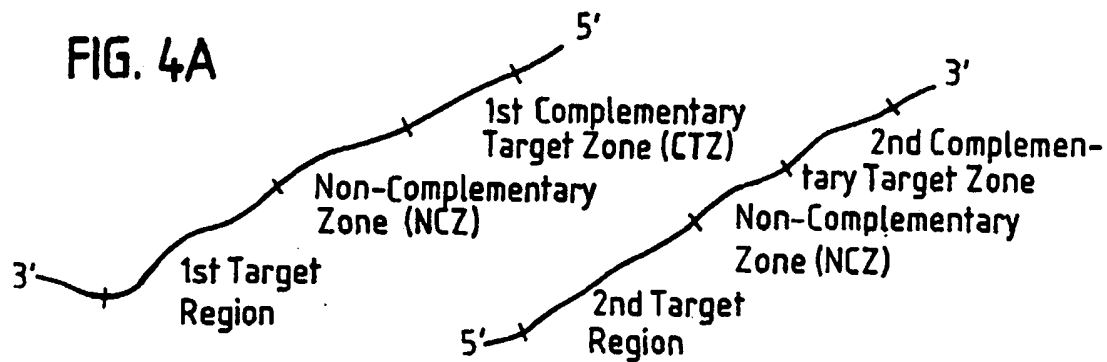 FIG. 4A
5'
1st Complementary
Target Zone (CTZ)
Non-Complementary
Zone (NCZ)
3'
1st Target
Region
3'
2nd Complemen-
tary Target Zone
Non-Complementary
Zone (NCZ)
2nd Target
Region
5'